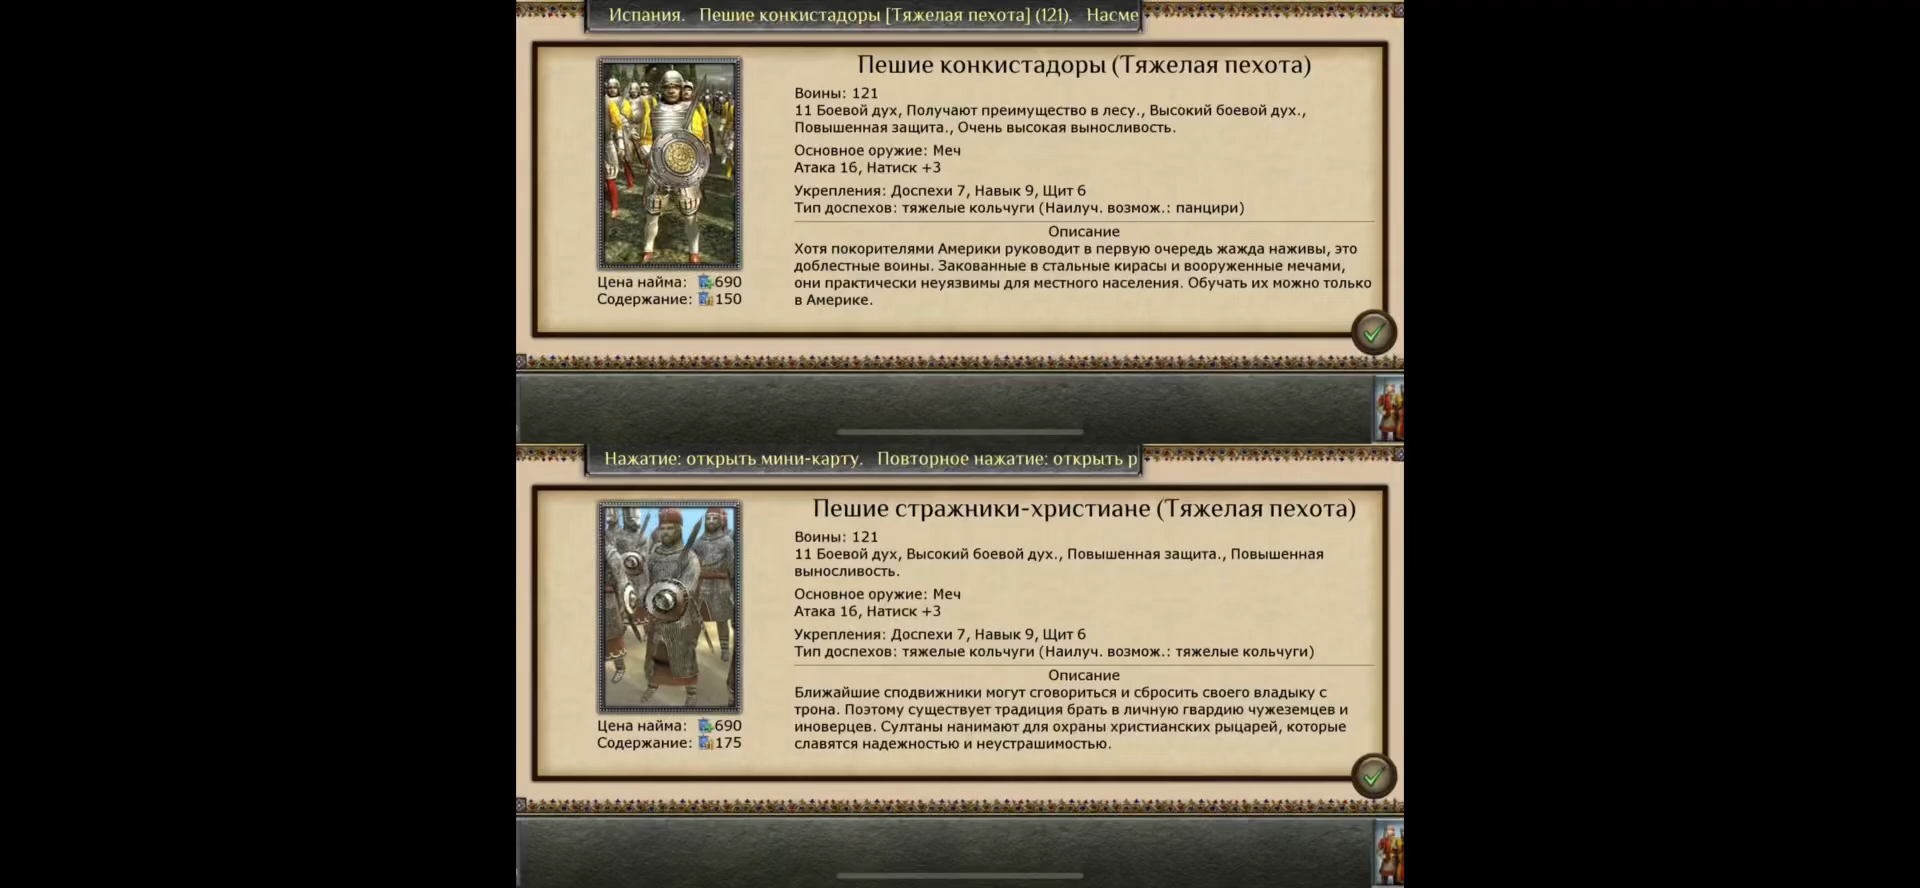 Испания. Пешие конкистадоры [Тяжелая пехота] (121). Насме
Пешие конкистадоры (Тяжелая пехота)
Воины: 121
11 Боевой дух, Получают преимущество в лесу., Высокий боевой дух.,
Повышенная защита., Очень высокая выносливость.
Основное оружие: Меч
Атака 16, Натиск +3
Укрепления: Доспехи 7, Навык 9, Щит 6
Тип доспехов: тяжелые кольчуги (Наилуч. возмож.: панцири)
Описание
Хотя покорителями Америки руководит в первую очередь жажда наживы, это
доблестные воины. Закованные в стальные кирасы и вооруженные мечами,
они практически неуязвимы для местного населения. Обучать их можно только
в Америке.
Цена найма: 690
Содержание: 150
Нажатие: открыть мини-карту. Повторное нажатие: открыть р
Пешие стражники-христиане (Тяжелая пехота)
Воины: 121
11 Боевой дух, Высокий боевой дух., Повышенная защита., Повышенная
выносливость.
Основное оружие: Меч
Атака 16, Натиск +3
Укрепления: Доспехи 7, Навык 9, Щит 6
Тип доспехов: тяжелые кольчуги (Наилуч. возмож.: тяжелые кольчуги)
Описание
Ближайшие сподвижники могут сговориться и сбросить своего владыку с
трона. Поэтому существует традиция брать в личную гвардию чужеземцев и
иноверцев. Султаны нанимают для охраны христианских рыцарей, которые
славятся надежностью и неустрашимостью.
Цена найма: 690
Содержание: 175